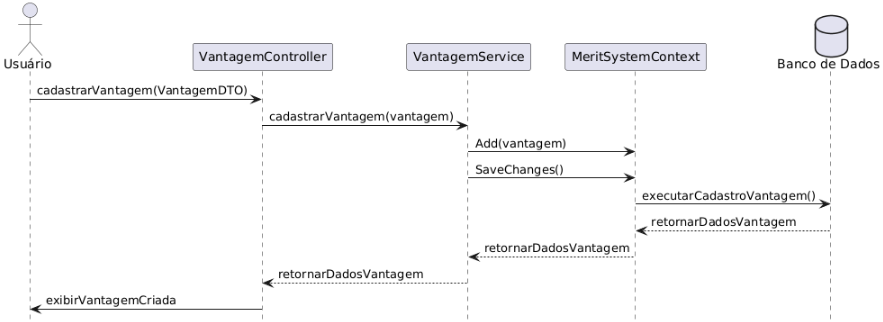 Usuário
VantagemController
VantagemService
MeritSystemContext
Banco de Dados
cadastrarVantagem(VantagemDTO)
cadastrarVantagem(vantagem)
Add(vantagem)
SaveChanges()
executarCadastroVantagem()
retornarDadosVantagem
retornarDadosVantagem
retornarDadosVantagem
exibirVantagemCriada